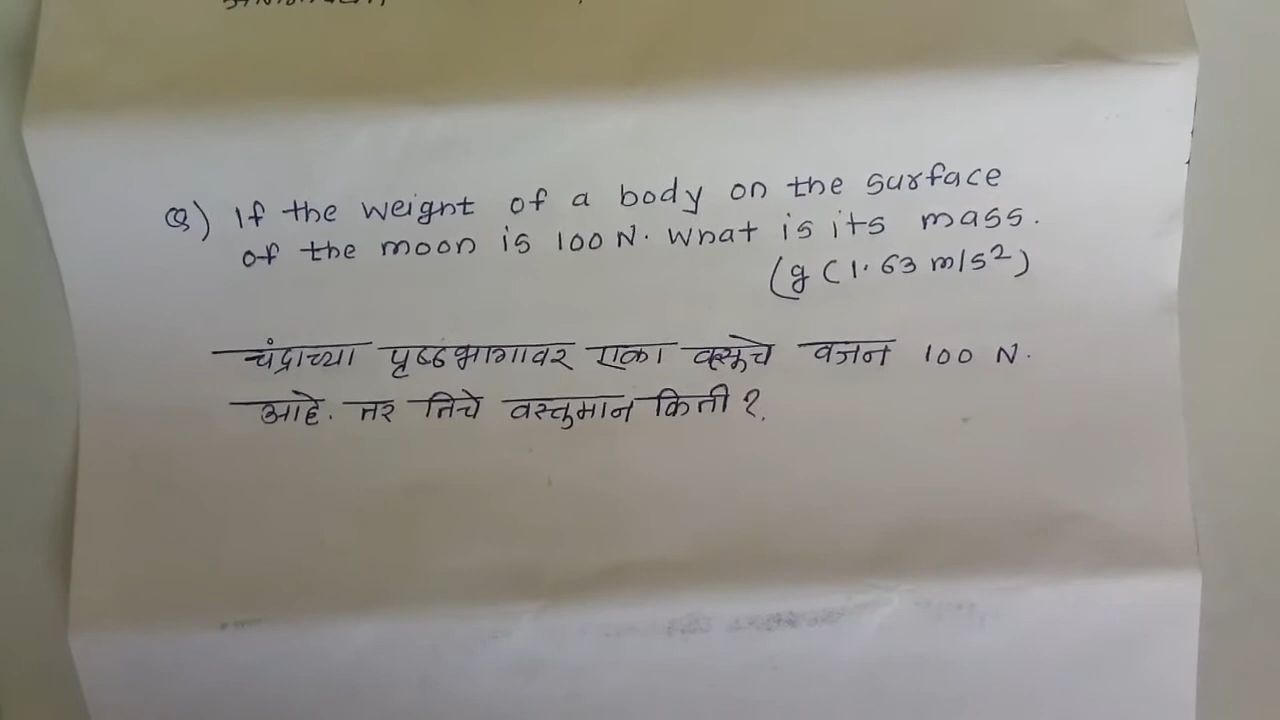 Q) If the weight of a body on the surface
of the moon is 100 N. What is its mass.
(g (1.63 m/s²)
चंद्राच्या पृष्ठभागावर एका वस्तूचे वजन 100 N.
आहे. तर तिचे वस्तुमान किती?